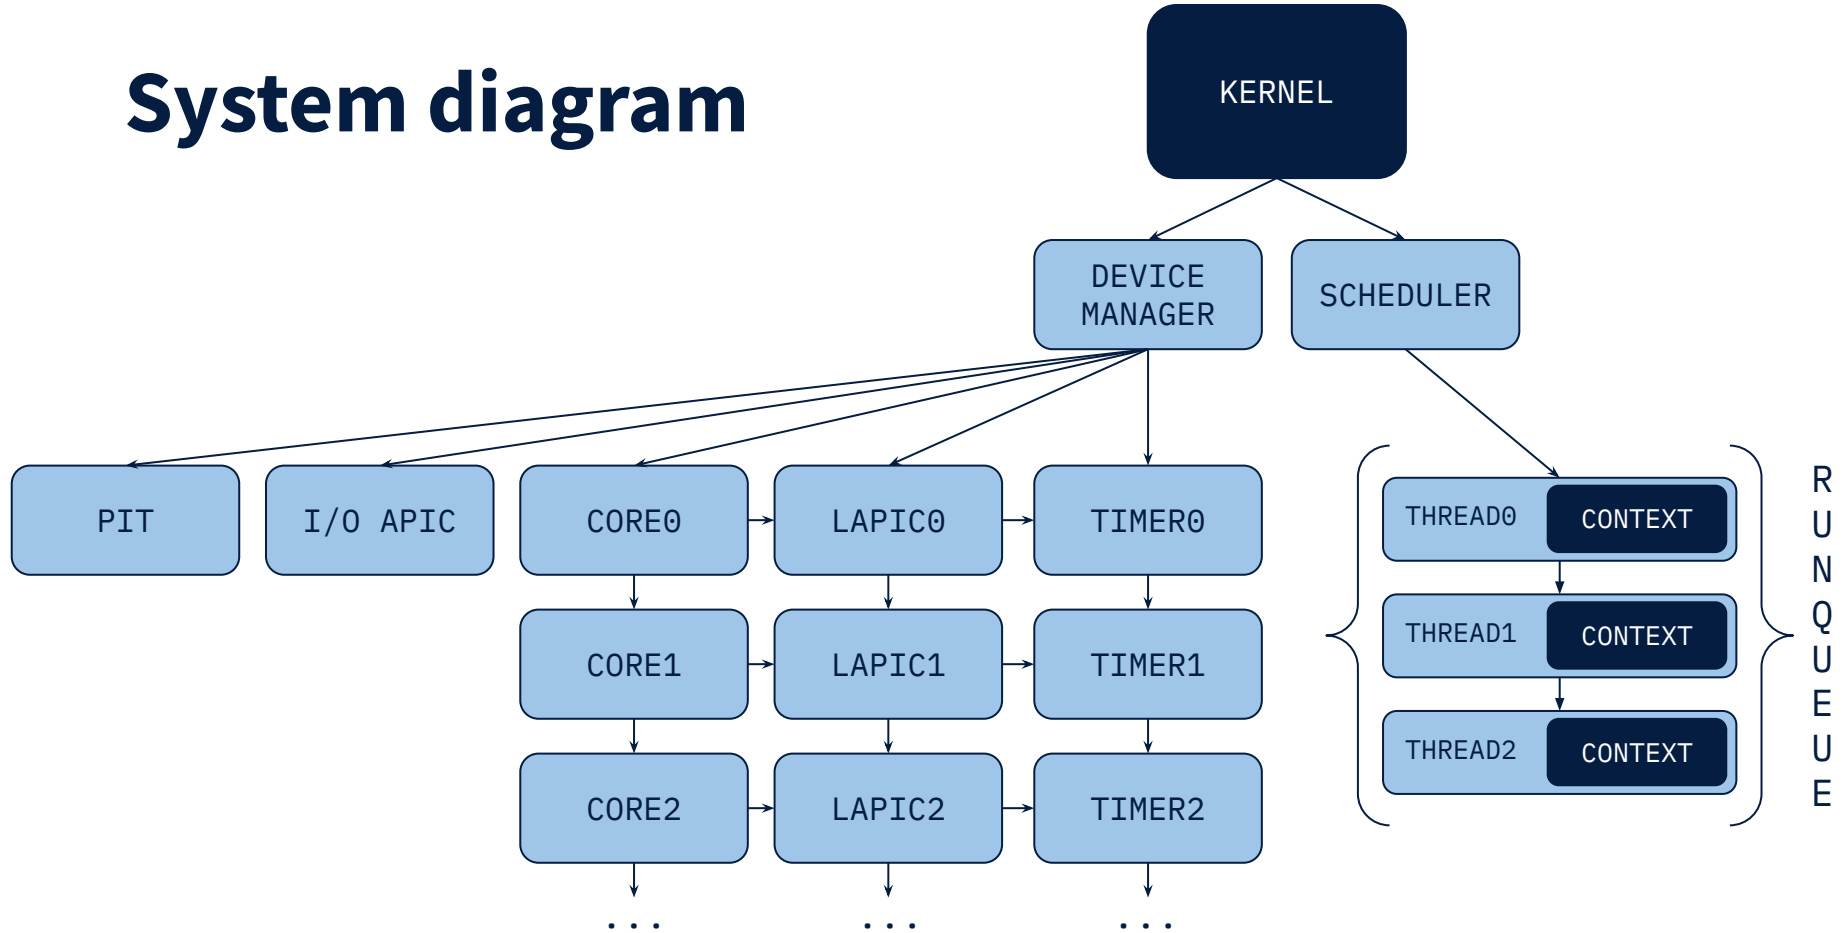 System diagram
KERNEL
DEVICE
MANAGER
SCHEDULER
PIT
I/O APIC
CORE0
LAPIC0
TIMER0
CORE1
LAPIC1
TIMER1
CORE2
LAPIC2
TIMER2
...
...
...
THREAD0
CONTEXT
THREAD1
CONTEXT
THREAD2
CONTEXT
R
U
N
Q
U
E
U
E